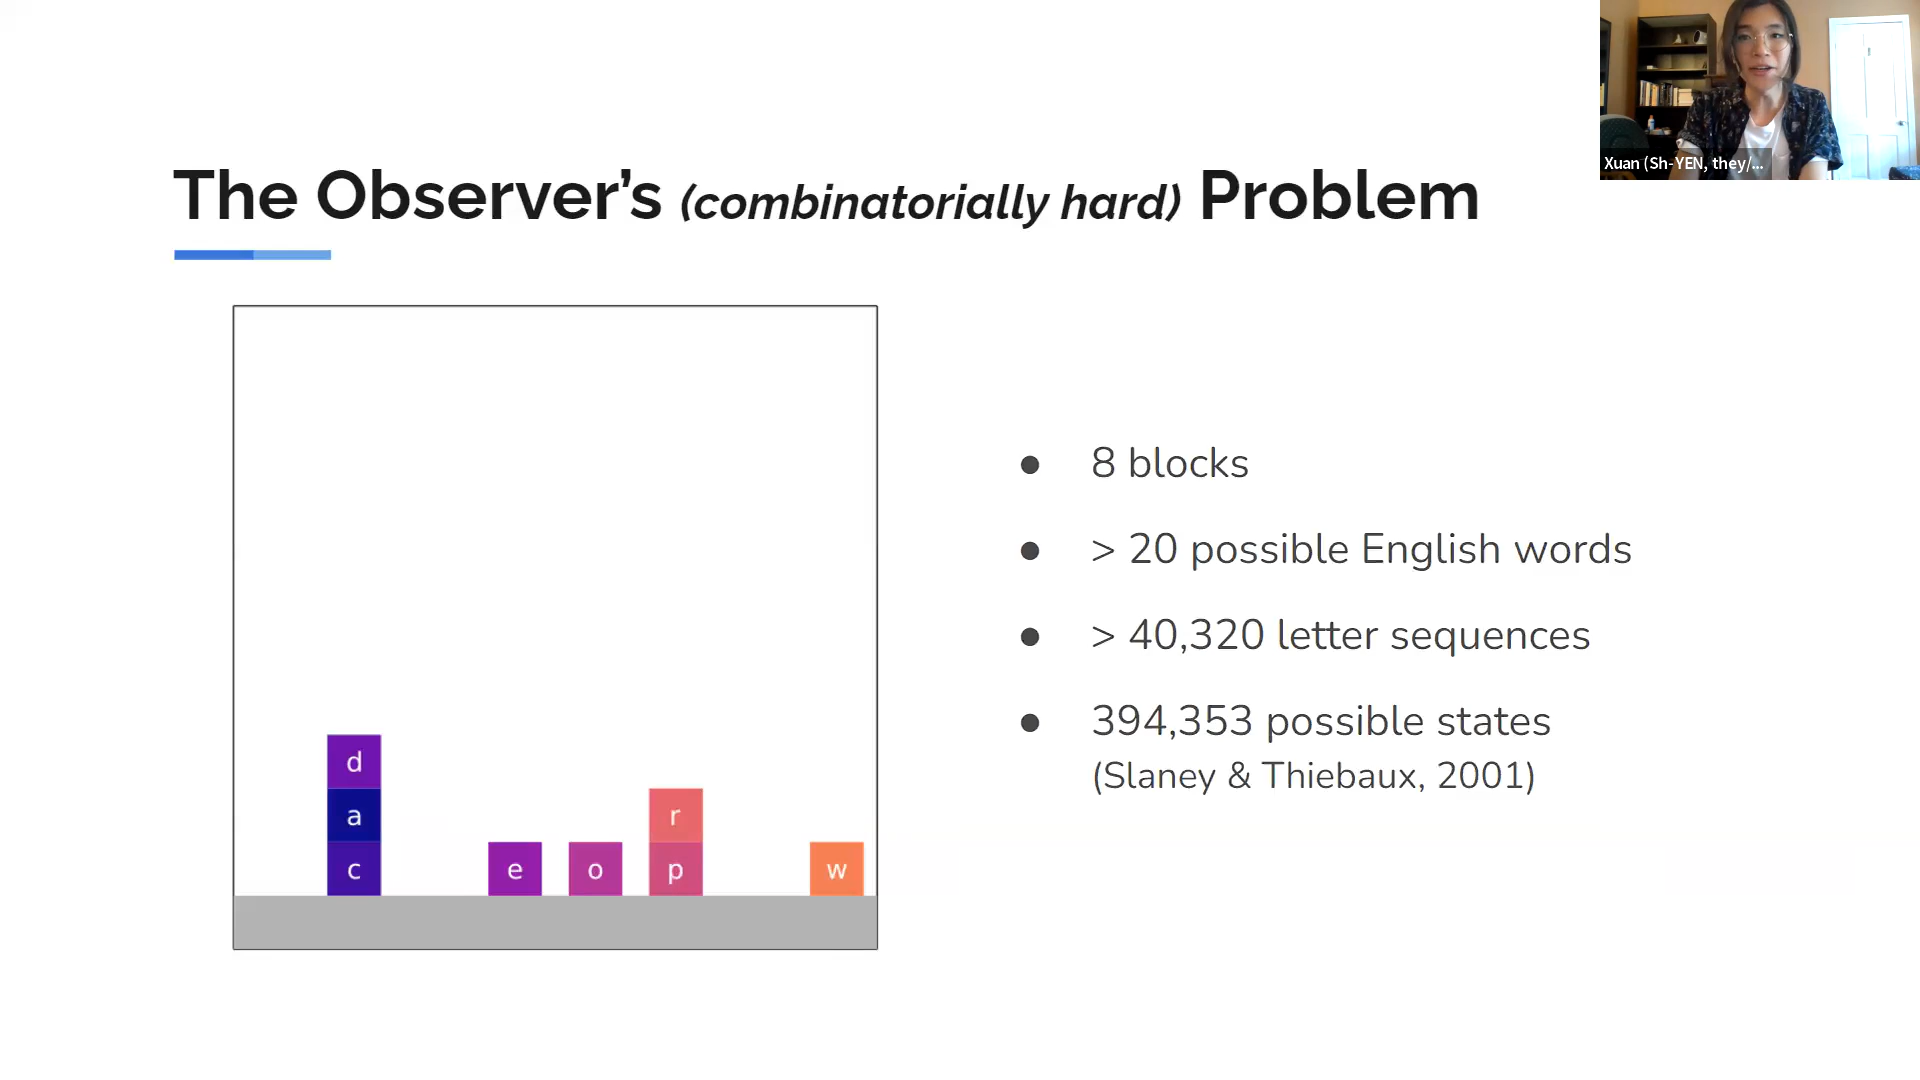 The Observer’s (combinatorially hard) Problem
Xuan (Sh-YEN, they/...
8 blocks
> 20 possible English words
> 40,320 letter sequences
394,353 possible states
(Slaney & Thiebaux, 2001)
d
a
r
c
e
o
p
w